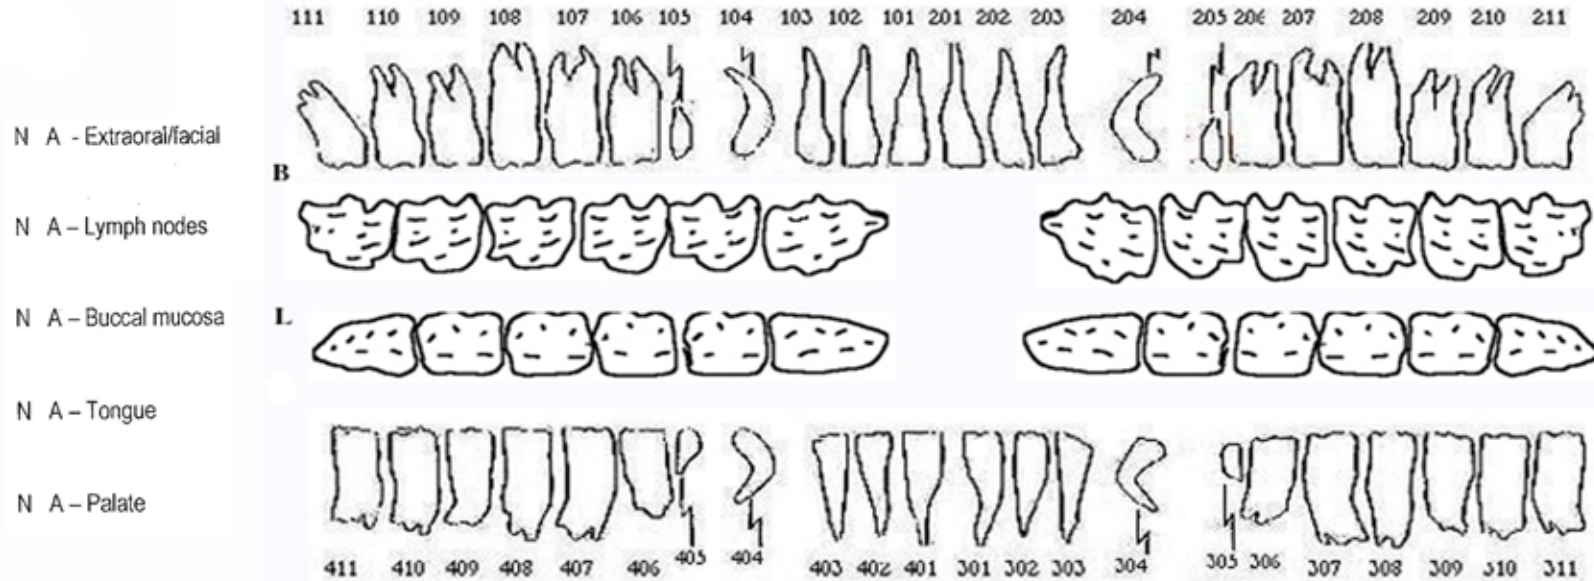 111 110 109 108 107 106 105 104 103 102 101 201 202 203 204 205 206 207 208 209 210 211
N A - Extraoral/facial
B
N A – Lymph nodes
N A – Buccal mucosa
L
N A – Tongue
N A – Palate
411 410 409 408 407 406 405 404 403 402 401 301 302 303 304 305 306 307 308 309 310 311